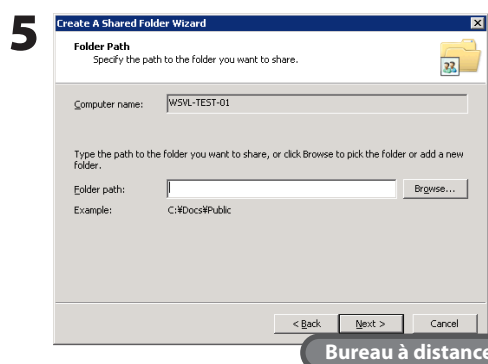 5
Create A Shared Folder Wizard
Folder Path
Specify the path to the folder you want to share.
Computer name:
WSVL-TEST-01
Type the path to the folder you want to share, or click Browse to pick the folder or add a new
folder.
Folder path:
Browse...
Example:
C:¥Docs¥Public
< Back
Next >
Cancel
Bureau à distance